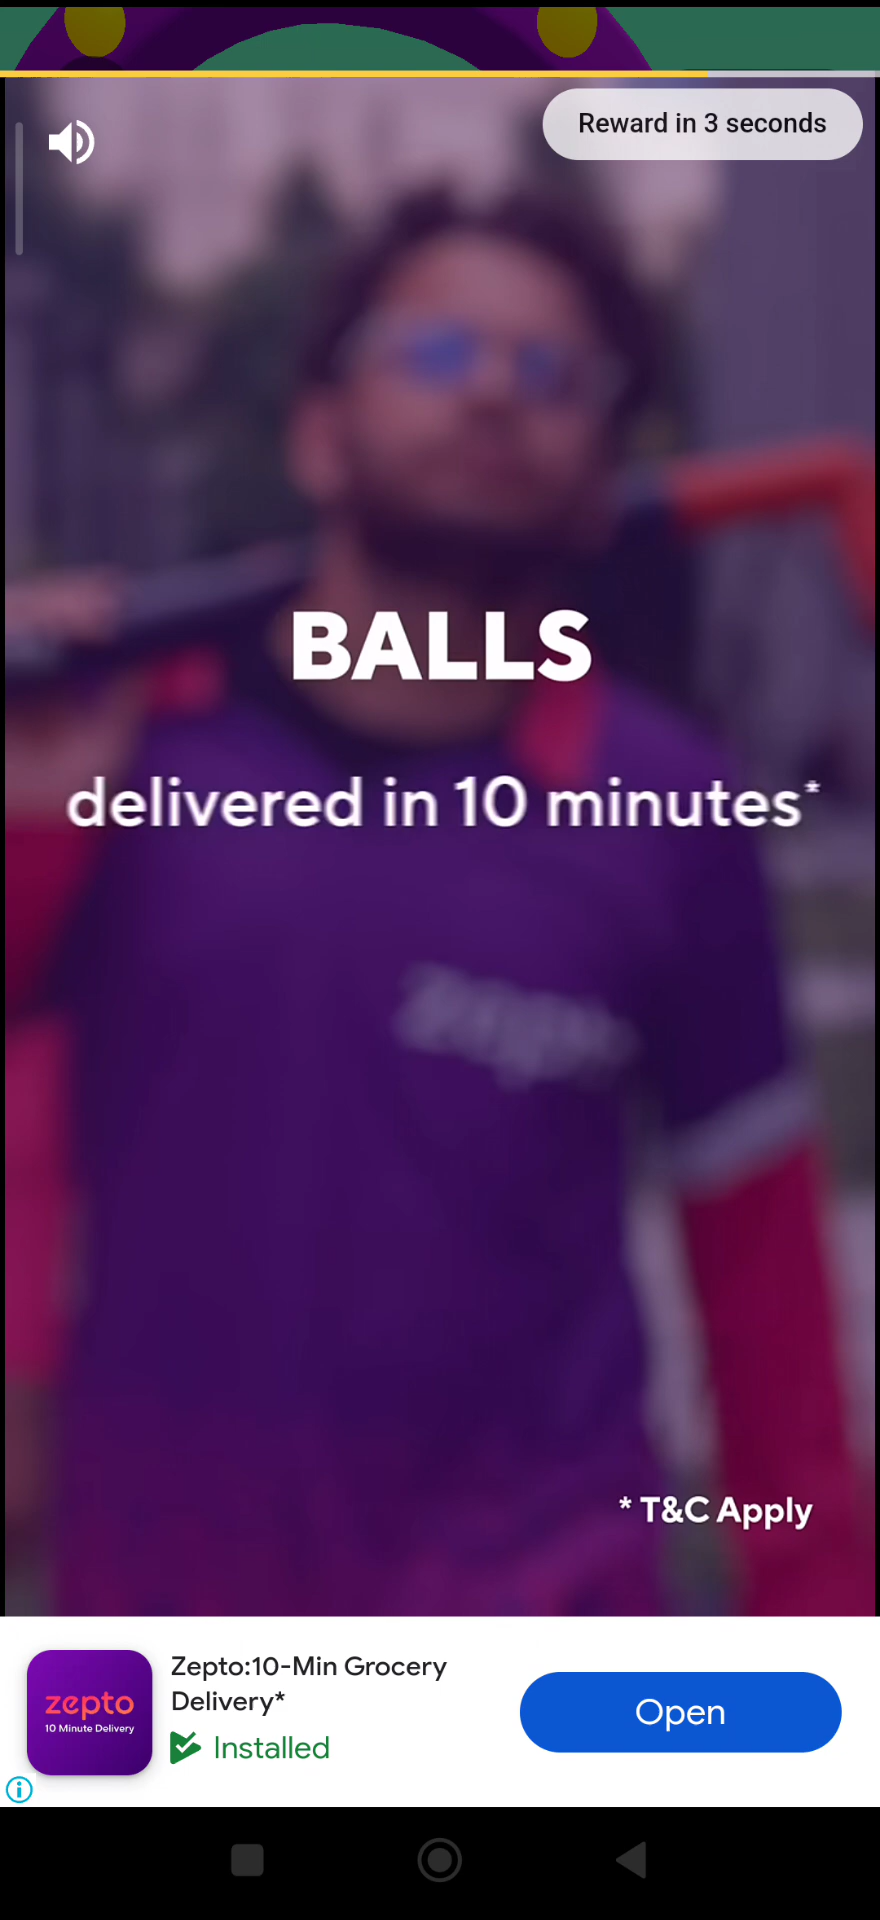 Reward in 3 seconds
BALLS
delivered in 10 minutes*
* T&C Apply
zepto
10 Minute Delivery
Zepto:10-Min Grocery
Delivery*
Installed
Open